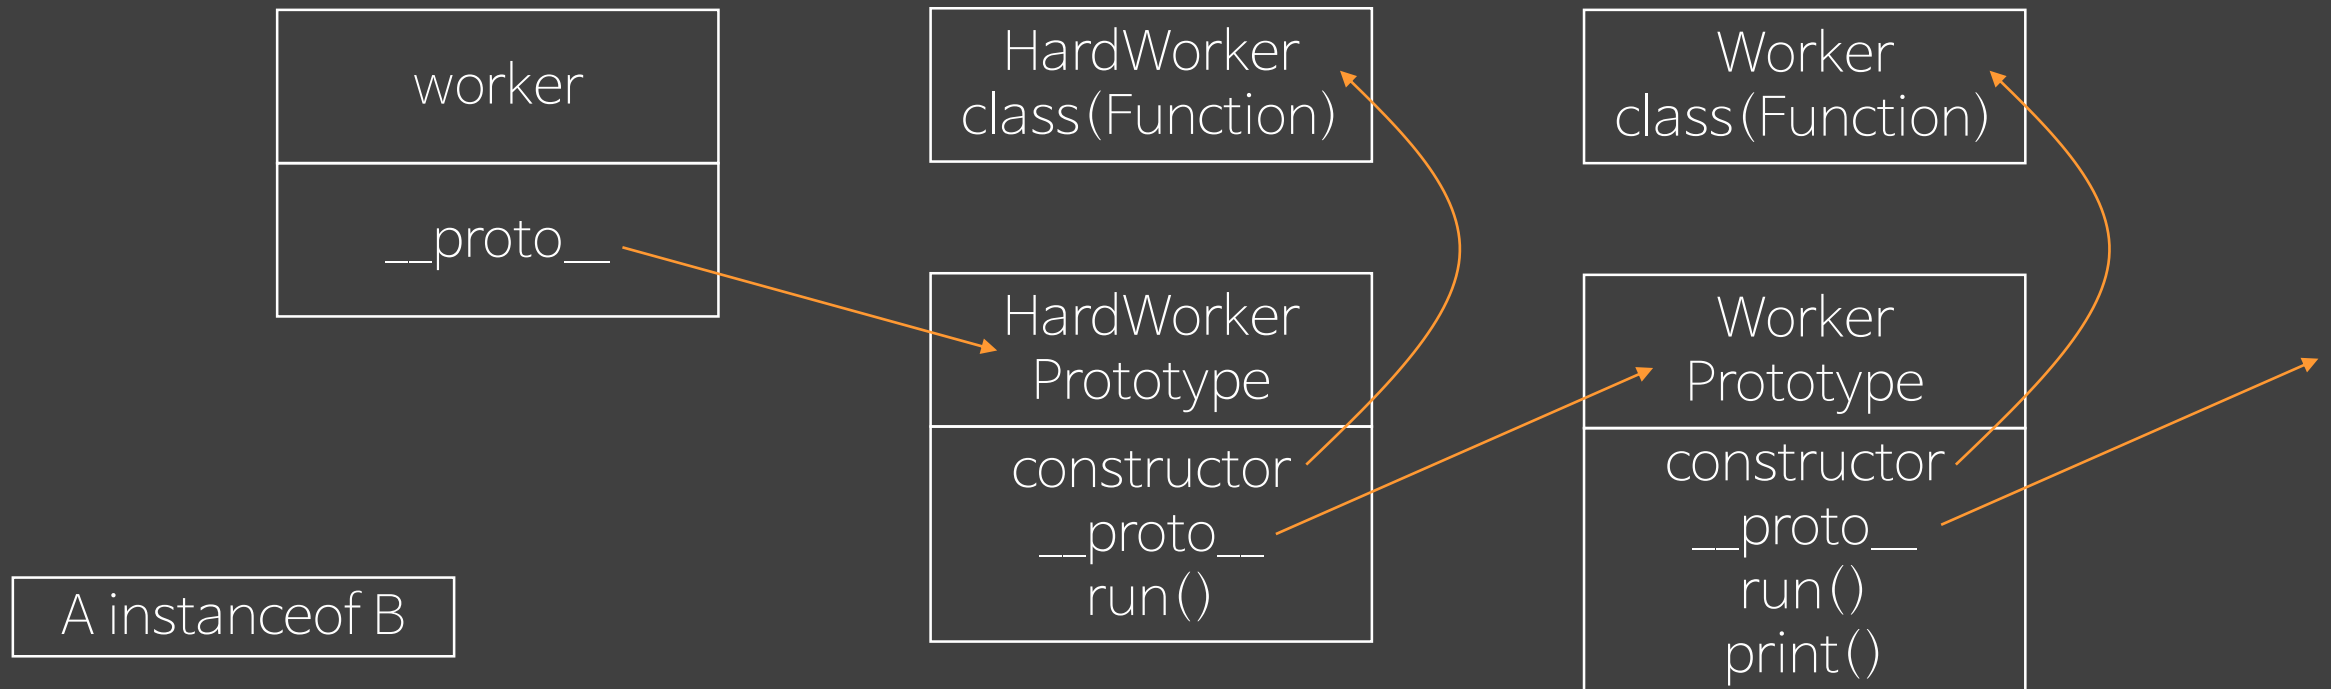 worker
__proto__
HardWorker
class(Function)
Worker
class(Function)
HardWorker
Prototype
constructor
__proto__
run()
Worker
Prototype
constructor
__proto__
run()
print()
A instanceof B